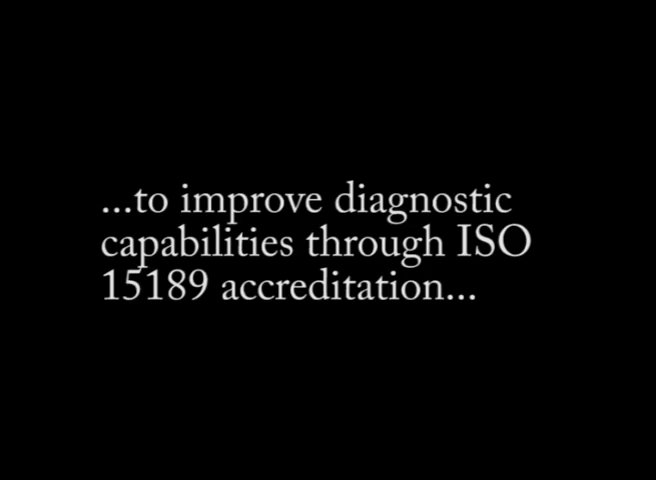 ...to improve diagnostic
capabilities through ISO
15189 accreditation...